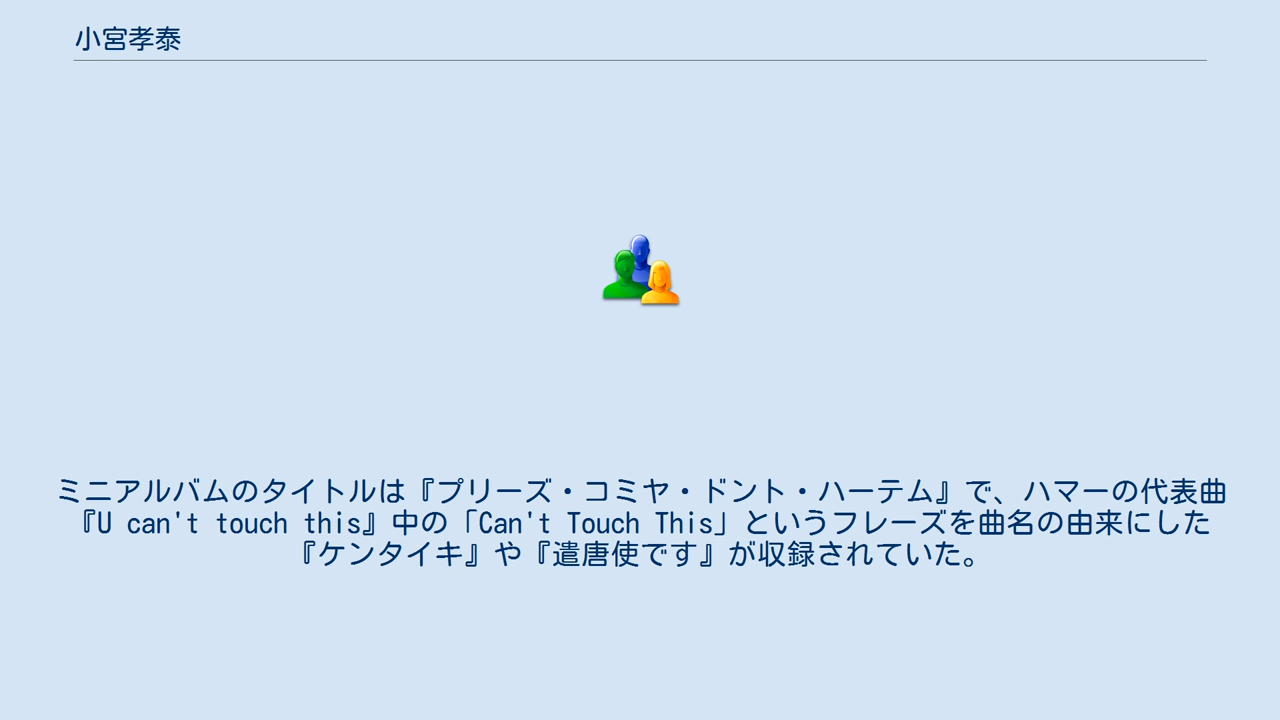 小宮孝泰
ミニアルバムのタイトルは『プリーズ・コミヤ・ドント・ハーテム』で、ハマーの代表曲
『U can't touch this』中の「Can't Touch This」というフレーズを曲名の由来にした
『ケンタイキ』や『遣唐使です』が収録されていた。